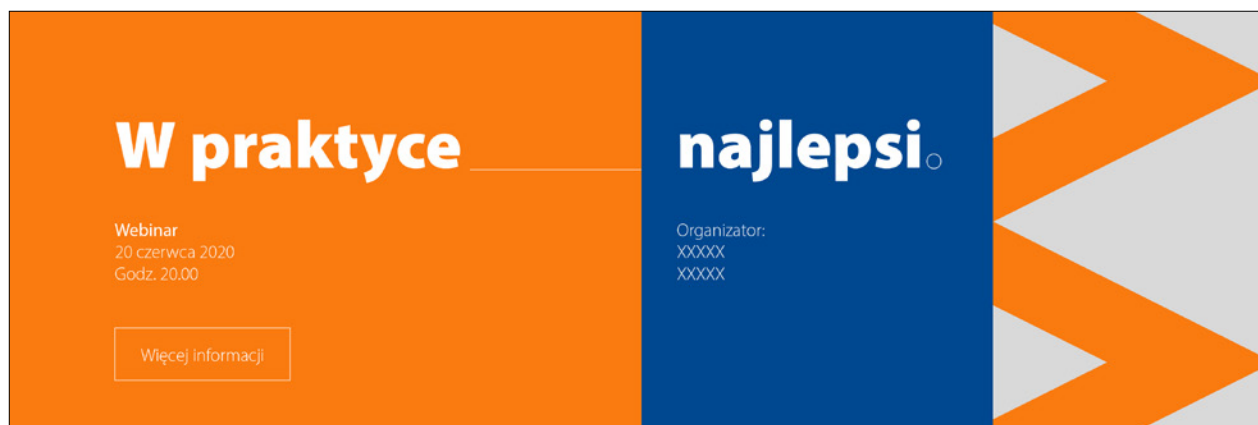 W praktyce najlepsi.
Webinar
20 czerwca 2020
Godz. 20.00
Więcej informacji
Organizator:
XXXXX
XXXXX